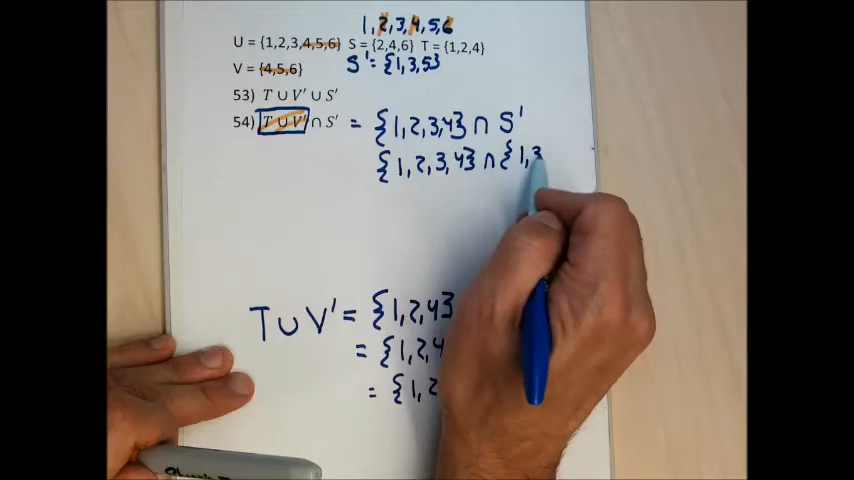 1, 2, 3, 4, 5, 6
U = {1,2,3,4,5,6} S = {2,4,6} T = {1,2,4}
V = {4,5,6} S' = {1,3,5}
53) T ∪ V' ∪ S'
54) T ∪ V' ∩ S' = {1,2,3,4} ∩ S'
{1,2,3,4} ∩ {1,3
T ∪ V' = {1,2,4}
= {1,2,4
= {1,2